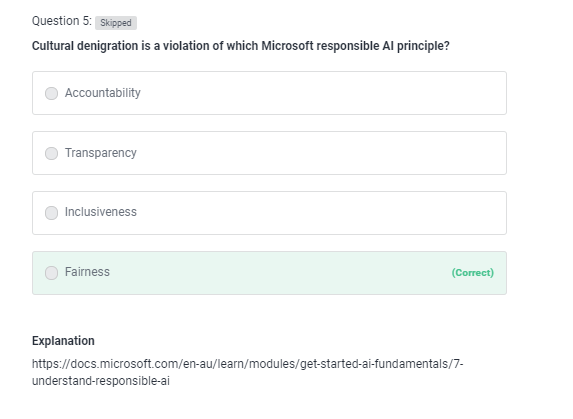 Question 5: Skipped
Cultural denigration is a violation of which Microsoft responsible AI principle?
Accountability
Transparency
Inclusiveness
Fairness (Correct)
Explanation
https://docs.microsoft.com/en-au/learn/modules/get-started-ai-fundamentals/7-
understand-responsible-ai